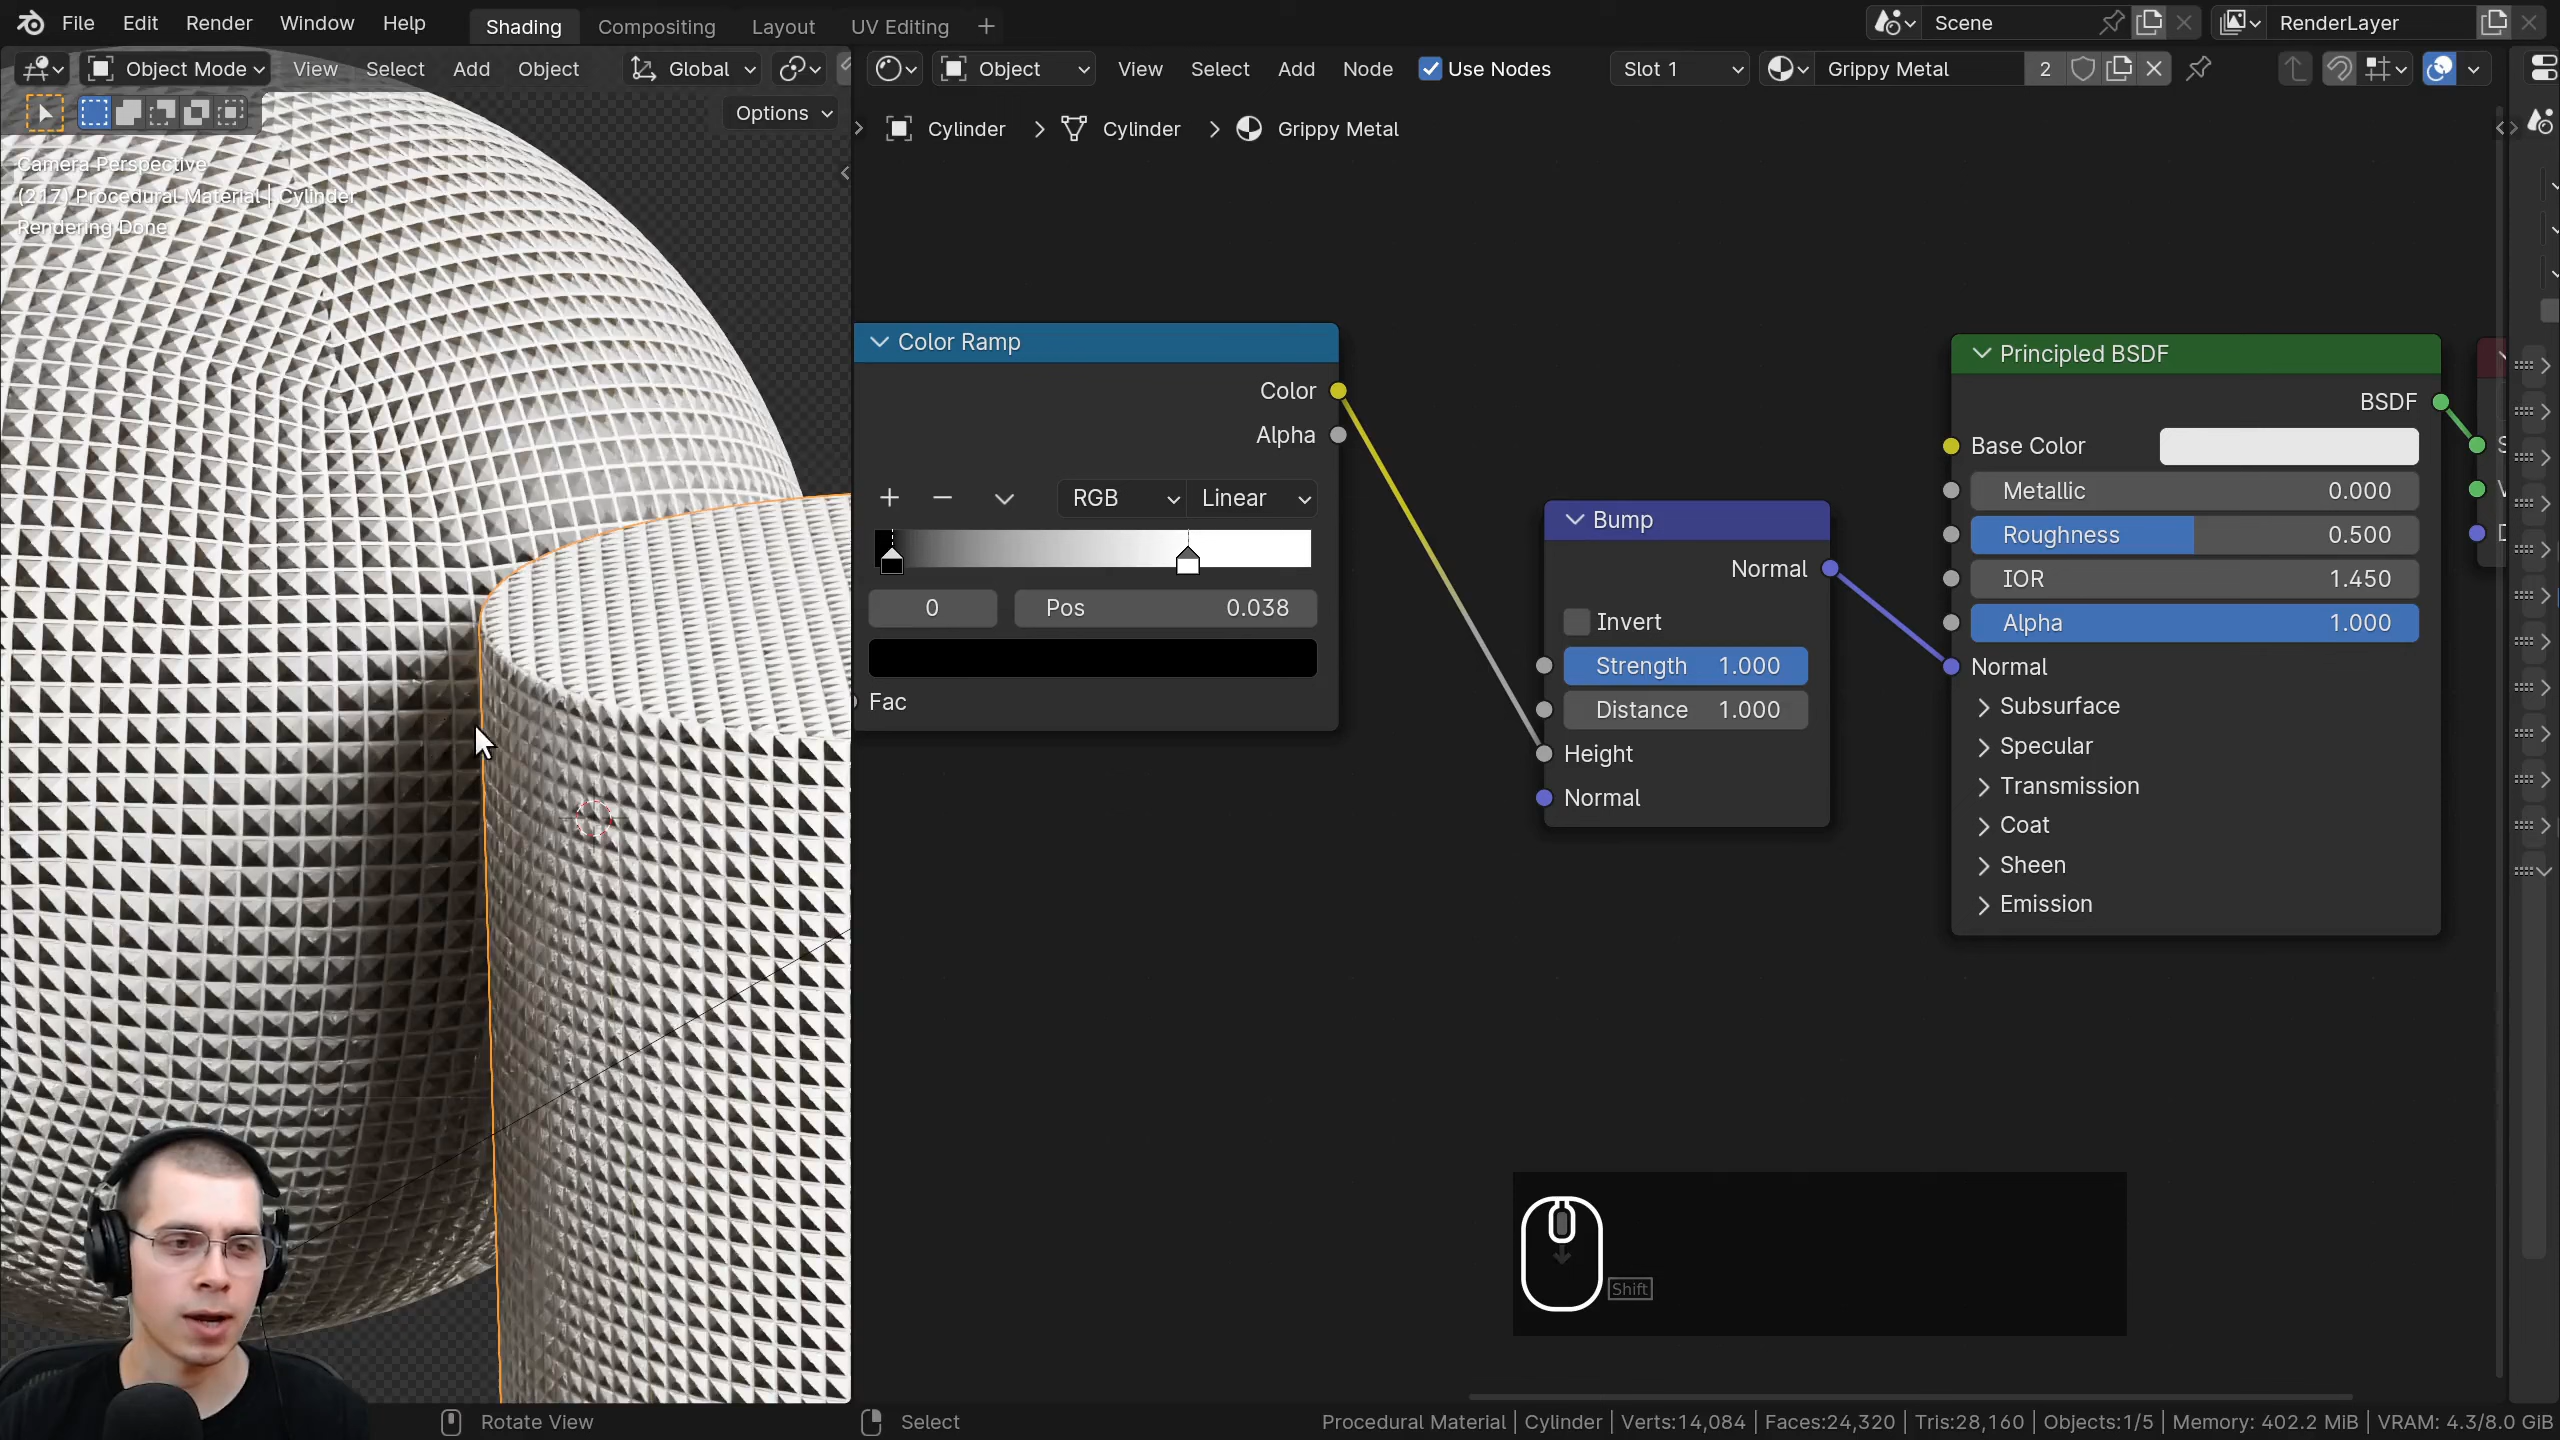 File Edit Render Window Help Shading Compositing Layout UV Editing Scene RenderLayer
Object Mode View Select Add Object Global Object View Select Add Node Use Nodes Slot 1 Grippy Metal 2
Options
Cylinder Cylinder Grippy Metal
Camera Perspective
(217) Procedural Material | Cylinder
Rendering Done
Color Ramp
Color
Alpha
RGB Linear
0 Pos 0.038
Fac
Bump
Normal
Invert
Strength 1.000
Distance 1.000
Height
Normal
Principled BSDF
BSDF
Base Color
Metallic 0.000
Roughness 0.500
IOR 1.450
Alpha 1.000
Normal
Subsurface
Specular
Transmission
Coat
Sheen
Emission
Shift
Rotate View Select Procedural Material | Cylinder | Verts:14,084 | Faces:24,320 | Tris:28,160 | Objects:1/5 | Memory: 402.2 MiB | VRAM: 4.3/8.0 GiB